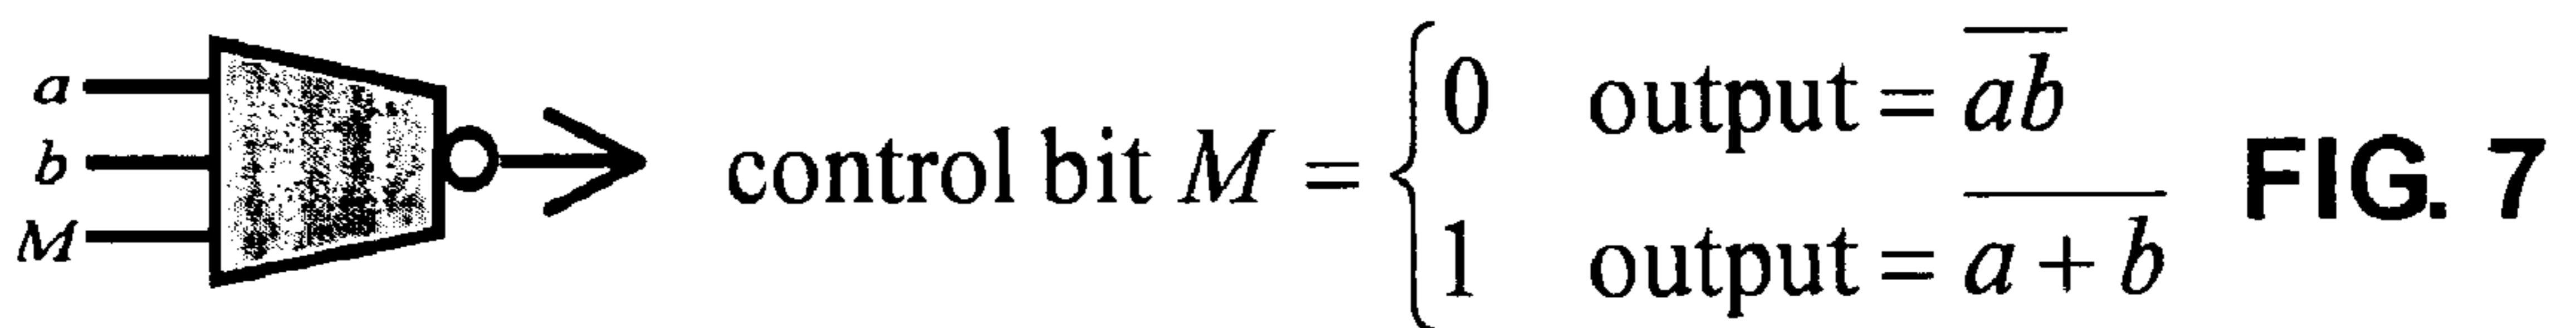 a
b
M
control bit M = { 0 output = \overline{ab}
1 output = \overline{a + b}
FIG. 7